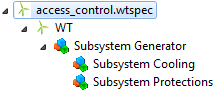 access_control.wtspec
WT
Subsystem Generator
Subsystem Cooling
Subsystem Protections